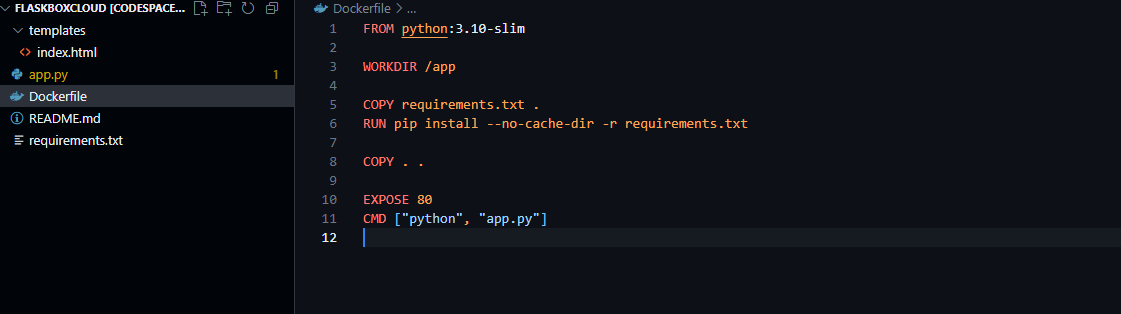 FLASKBOXCLOUD [CODESPACE...
templates
index.html
app.py 1
Dockerfile
README.md
requirements.txt
Dockerfile > ...
1 FROM python:3.10-slim
2
3 WORKDIR /app
4
5 COPY requirements.txt .
6 RUN pip install --no-cache-dir -r requirements.txt
7
8 COPY . .
9
10 EXPOSE 80
11 CMD ["python", "app.py"]
12